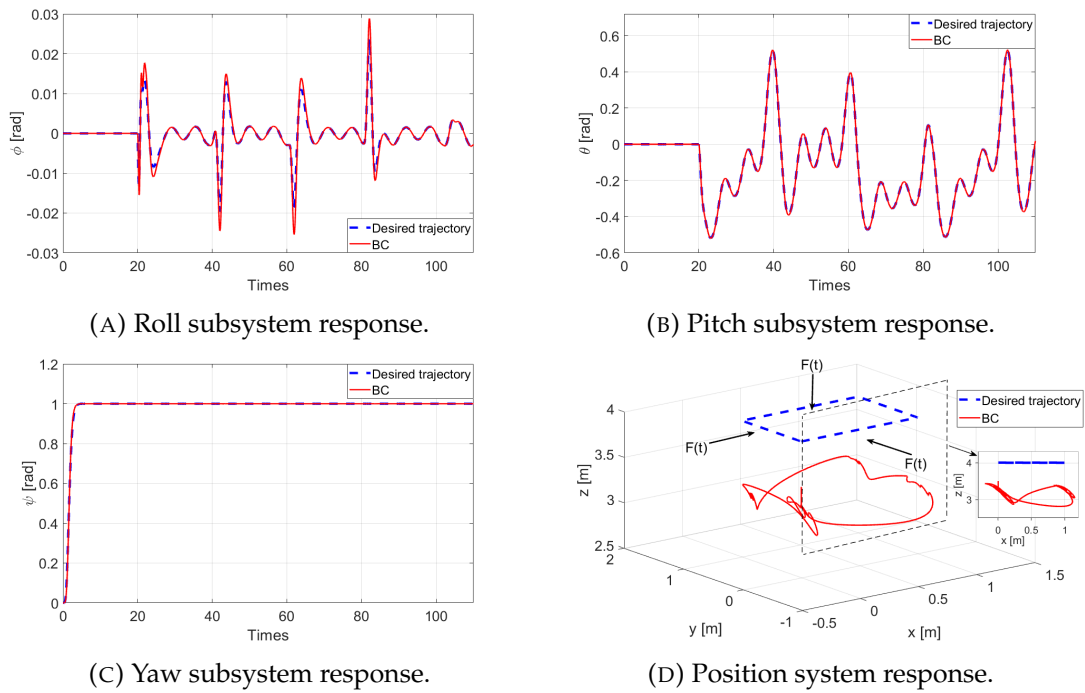 0.03
0.02
0.01
0
-0.01
-0.02
-0.03
ϕ [rad]
Desired trajectory
BC
0 20 40 60 80 100
Times
(A) Roll subsystem response.
0.6
0.4
0.2
0
-0.2
-0.4
-0.6
θ [rad]
Desired trajectory
BC
0 20 40 60 80 100
Times
(B) Pitch subsystem response.
1.2
1
0.8
0.6
0.4
0.2
0
ψ [rad]
Desired trajectory
BC
0 20 40 60 80 100
Times
(C) Yaw subsystem response.
F(t)
F(t)
F(t)
Desired trajectory
BC
4
3.5
3
2.5
z [m]
2
1
0
-1
y [m]
-0.5
0
0.5
1
1.5
x [m]
4
3
z [m]
0 0.5 1
x [m]
(D) Position system response.